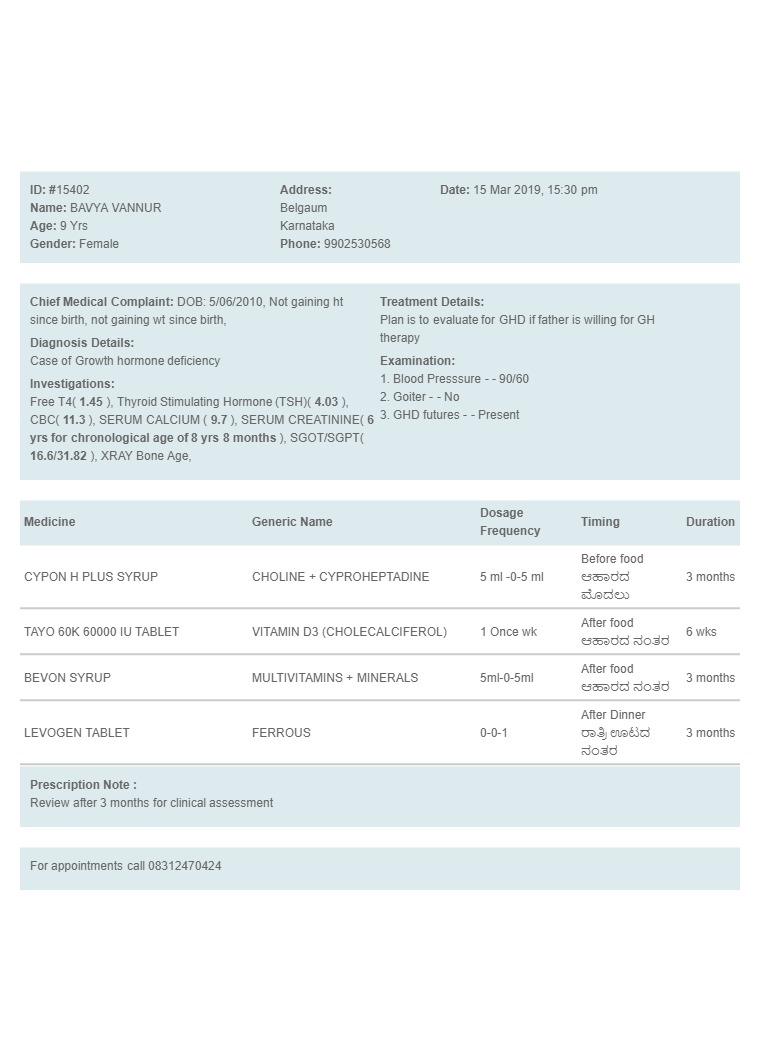 ID: #15402
Name: BAVYA VANNUR
Age: 9 Yrs
Gender: Female
Address:
Belgaum
Karnataka
Phone: 9902530568
Date: 15 Mar 2019, 15:30 pm
Chief Medical Complaint: DOB: 5/06/2010, Not gaining ht
since birth, not gaining wt since birth,
Diagnosis Details:
Case of Growth hormone deficiency
Investigations:
Free T4( 1.45 ), Thyroid Stimulating Hormone (TSH)( 4.03 ),
CBC( 11.3 ), SERUM CALCIUM ( 9.7 ), SERUM CREATININE( 6
yrs for chronological age of 8 yrs 8 months ), SGOT/SGPT(
16.6/31.82 ), XRAY Bone Age,
Treatment Details:
Plan is to evaluate for GHD if father is willing for GH
therapy
Examination:
1. Blood Presssure - - 90/60
2. Goiter - - No
3. GHD futures - - Present
Medicine Generic Name Dosage Frequency Timing Duration
CYPON H PLUS SYRUP CHOLINE + CYPROHEPTADINE 5 ml -0-5 ml Before food 3 months
ಆಹಾರದ
ಮೊದಲು
TAYO 60K 60000 IU TABLET VITAMIN D3 (CHOLECALCIFEROL) 1 Once wk After food 6 wks
ಆಹಾರದ ನಂತರ
BEVON SYRUP MULTIVITAMINS + MINERALS 5ml-0-5ml After food 3 months
ಆಹಾರದ ನಂತರ
LEVOGEN TABLET FERROUS 0-0-1 After Dinner 3 months
ರಾತ್ರಿ ಊಟದ
ನಂತರ
Prescription Note :
Review after 3 months for clinical assessment
For appointments call 08312470424